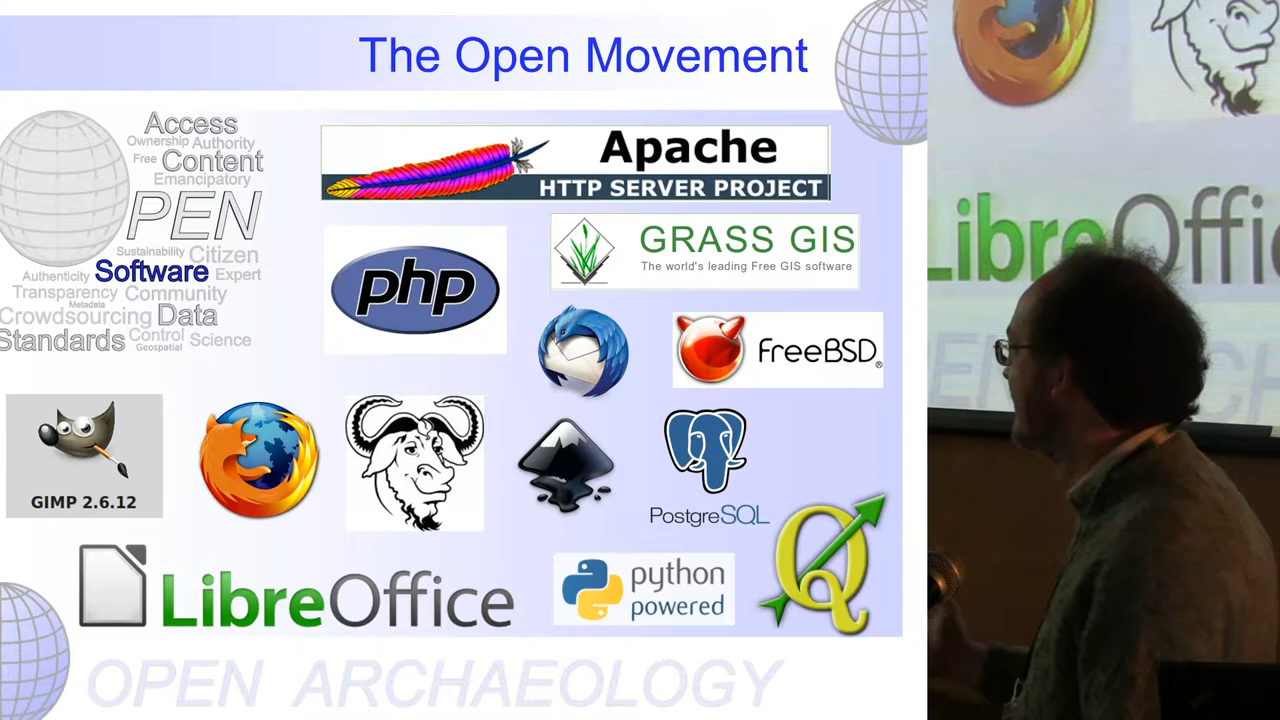 The Open Movement
Access
Ownership Authority
Free Content
Emancipatory
OPEN
Sustainability Citizen
Authenticity Software Expert
Transparency Community
Metadata
Crowdsourcing Data
Standards Control Science
Geospatial
Apache
HTTP SERVER PROJECT
php
GRASS GIS
The world's leading Free GIS software
FreeBSD®
GIMP 2.6.12
PostgreSQL
LibreOffice
python
powered
OPEN ARCHAEOLOGY
LibreOffic